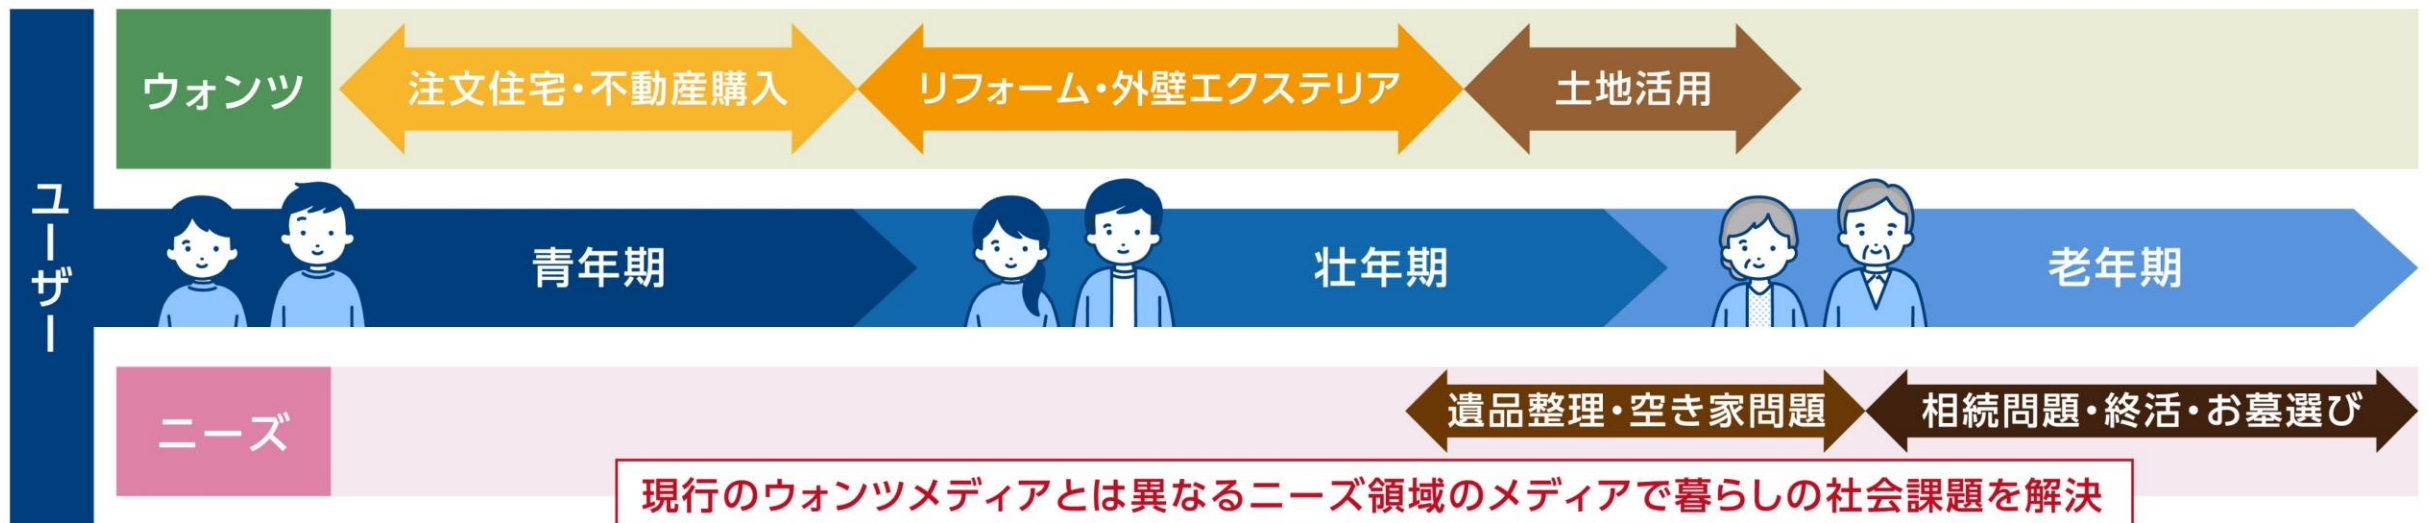 ユーザー
ウォンツ
注文住宅・不動産購入
リフォーム・外壁エクステリア
土地活用
青年期
壮年期
老年期
ニーズ
遺品整理・空き家問題
相続問題・終活・お墓選び
現行のウォンツメディアとは異なるニーズ領域のメディアで暮らしの社会課題を解決